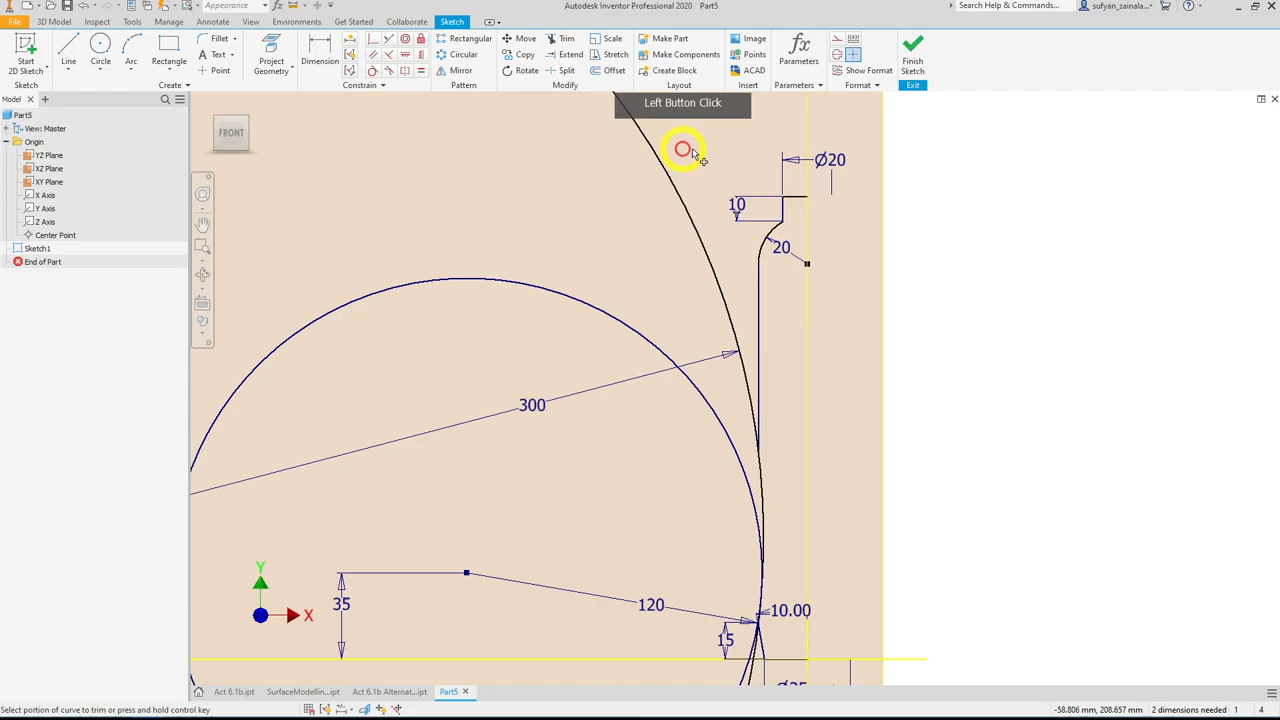 Appearance
Autodesk Inventor Professional 2020 Part5
Search Help & Commands...
sufyan_zainala...
File 3D Model Sketch Inspect Tools Manage Annotate View Environments Get Started Collaborate Sketch
Start 2D Sketch
Line
Circle
Arc
Rectangle
Fillet
Text
Point
Create
Project Geometry
Dimension
Constrain
Rectangular
Circular
Mirror
Pattern
Move
Copy
Rotate
Trim
Extend
Split
Scale
Stretch
Offset
Modify
Make Part
Make Components
Create Block
Layout
Image
Points
ACAD
Insert
Parameters
Parameters
Show Format
Format
Finish Sketch
Exit
Model
Part5
View: Master
Origin
YZ Plane
XZ Plane
XY Plane
X Axis
Y Axis
Z Axis
Center Point
Sketch1
End of Part
FRONT
Left Button Click
Ø20
10
20
300
35
120
10.00
15
Y
X
Act 6.1b.ipt SurfaceModellin...ipt Act 6.1b Alternat...ipt Part5
Select portion of curve to trim or press and hold control key
-58.806 mm, 208.657 mm 2 dimensions needed 1 4